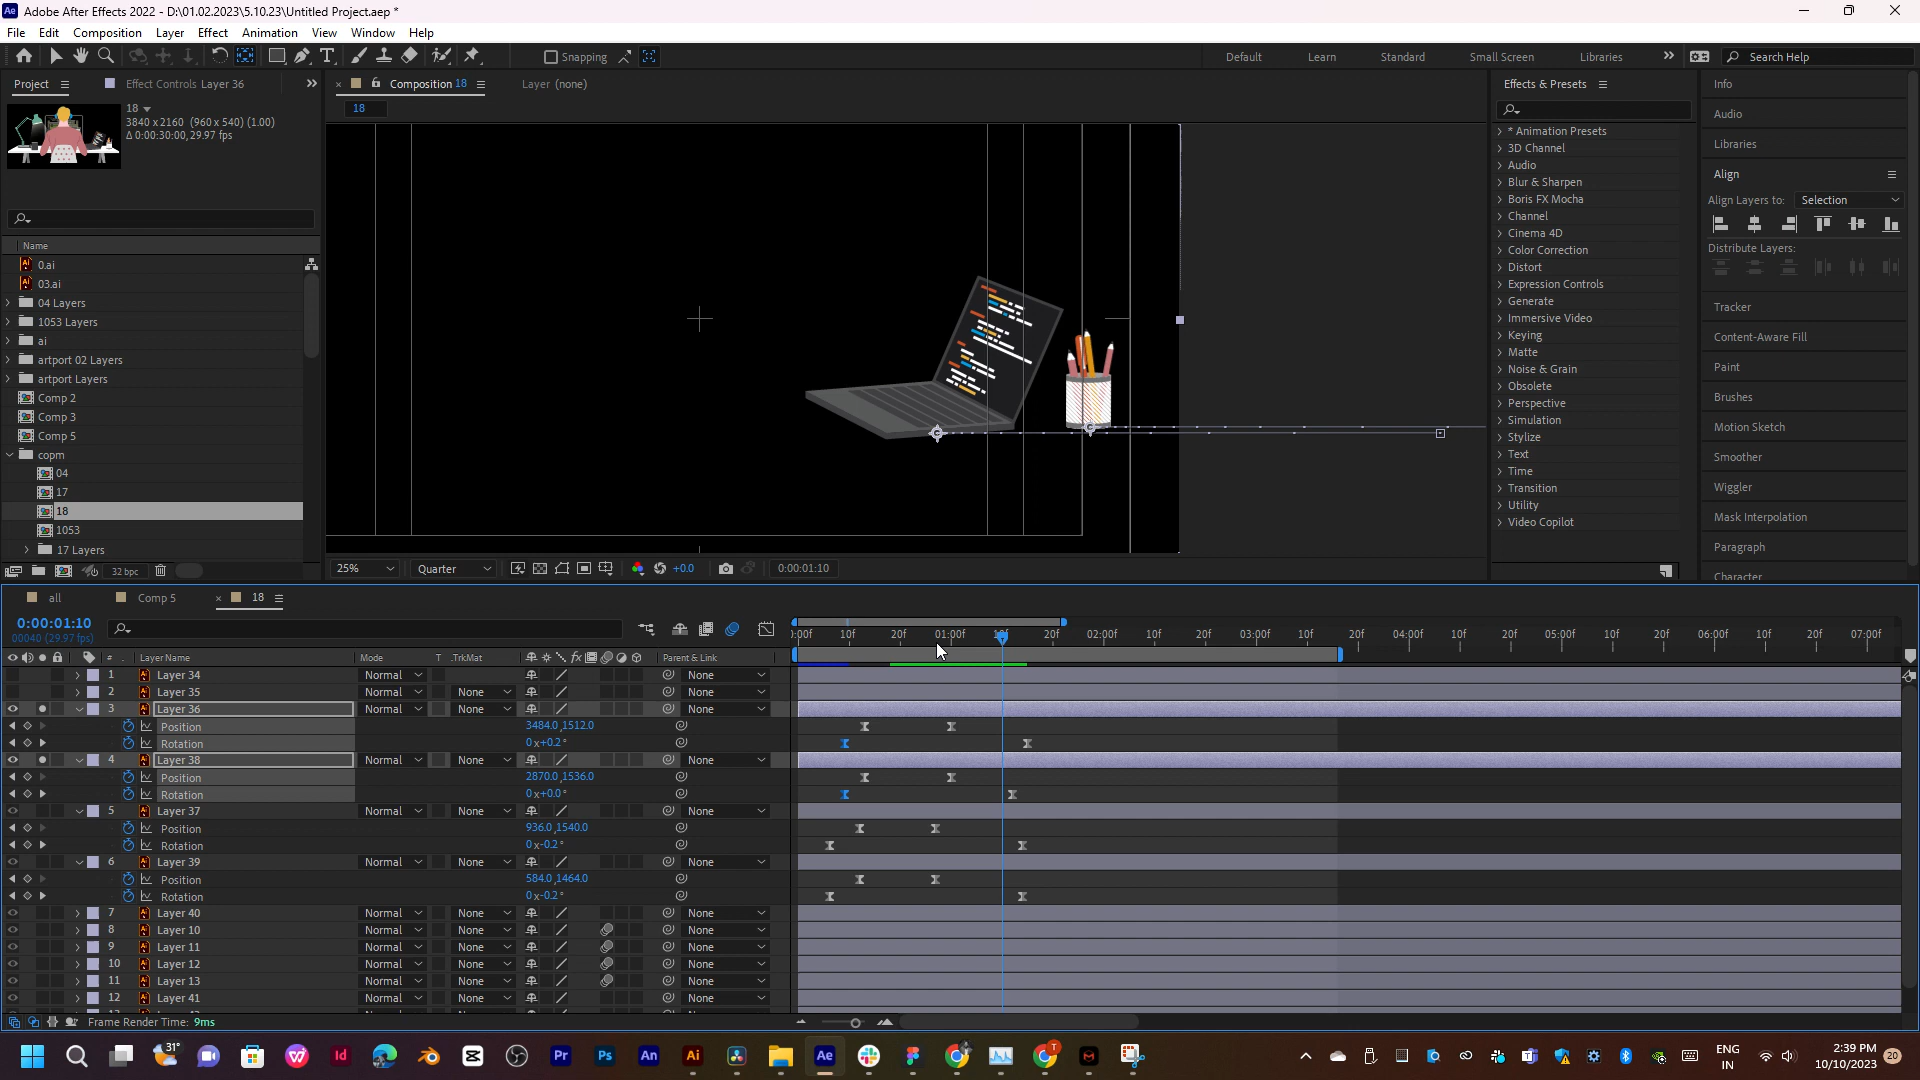 Adobe After Effects 2022 - D:\01.02.2023\5.10.23\Untitled Project.aep *
File Edit Composition Layer Effect Animation View Window Help
Snapping Default Learn Standard Small Screen Libraries Search Help
Project Effect Controls Layer 36 Composition 18 Layer (none) Effects & Presets Info
18
18
3840 x 2160 (960 x 540) (1.00)
Δ 0:00:30:00, 29.97 fps
Name
0.ai
03.ai
04 Layers
1053 Layers
ai
artport 02 Layers
artport Layers
Comp 2
Comp 3
Comp 5
copm
04
17
18
1053
17 Layers
32 bpc
25% Quarter +0.0 0:00:01:10
* Animation Presets
3D Channel
Audio
Blur & Sharpen
Boris FX Mocha
Channel
Cinema 4D
Color Correction
Distort
Expression Controls
Generate
Immersive Video
Keying
Matte
Noise & Grain
Obsolete
Perspective
Simulation
Stylize
Text
Time
Transition
Utility
Video Copilot
Audio
Libraries
Align
Align Layers to: Selection
Distribute Layers:
Tracker
Content-Aware Fill
Paint
Brushes
Motion Sketch
Smoother
Wiggler
Mask Interpolation
Paragraph
Character
all Comp 5 18
0:00:01:10
00040 (29.97 fps)
10f 20f 01:00f 20f 02:00f 10f 20f 03:00f 10f 20f 04:00f 10f 20f 05:00f 10f 20f 06:00f 10f 20f 07:00f
# Layer Name Mode T .TrkMat fx Parent & Link
1 Layer 34 Normal None
2 Layer 35 Normal None None
3 Layer 36 Normal None None
Position 3484.0,1512.0
Rotation 0x+0.2°
4 Layer 38 Normal None None
Position 2870.0,1536.0
Rotation 0x+0.0°
5 Layer 37 Normal None None
Position 936.0,1540.0
Rotation 0x-0.2°
6 Layer 39 Normal None None
Position 584.0,1464.0
Rotation 0x-0.2°
7 Layer 40 Normal None None
8 Layer 10 Normal None None
9 Layer 11 Normal None None
10 Layer 12 Normal None None
11 Layer 13 Normal None None
12 Layer 41 Normal None None
Frame Render Time: 9ms
31° Id Pr Ps An Ai Ae
ENG
IN
2:39 PM
10/10/2023
20